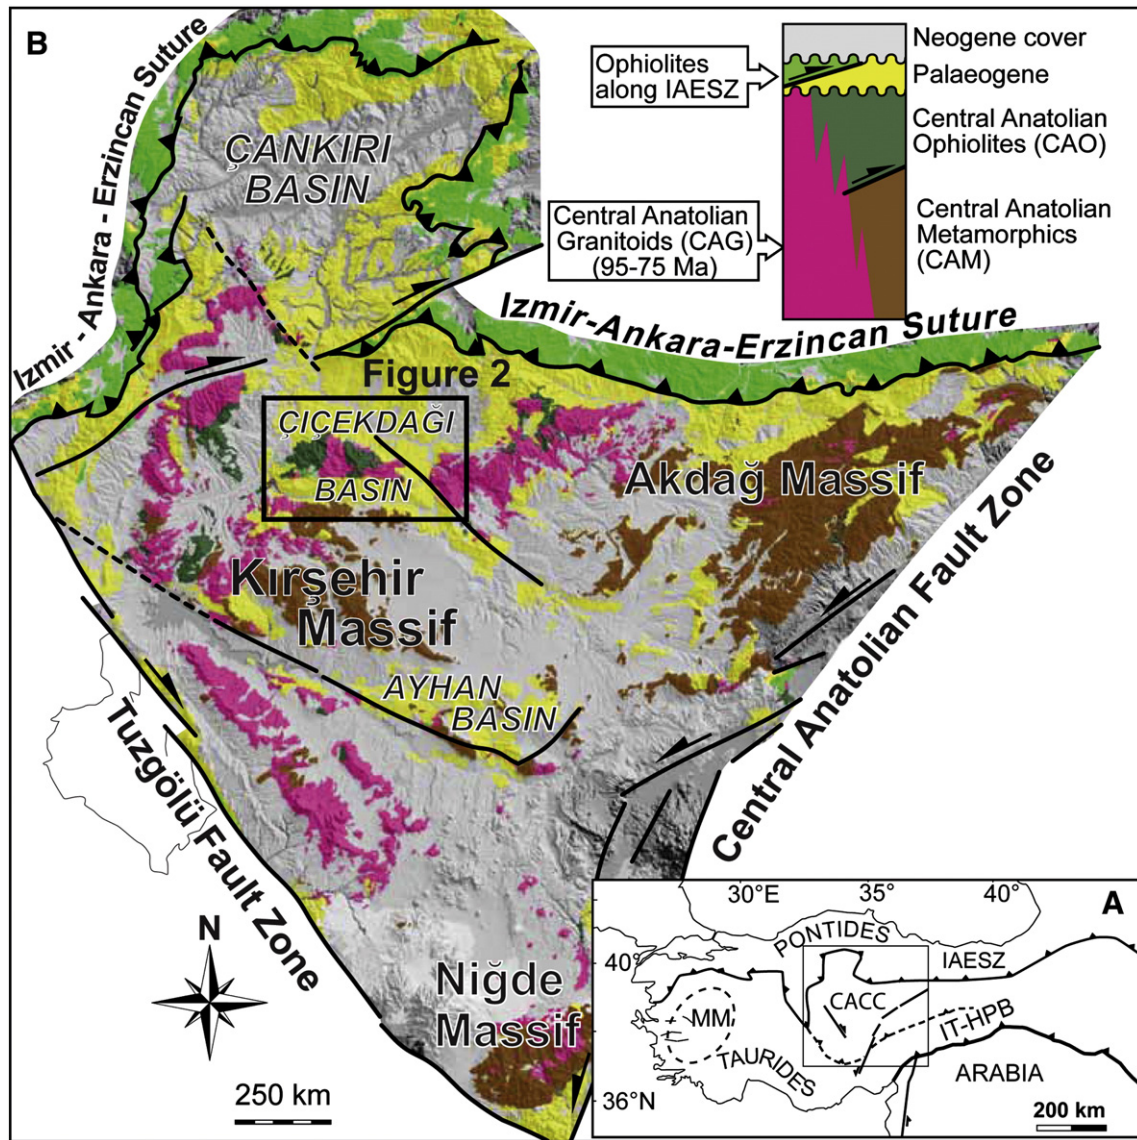 B
Izmir - Ankara - Erzincan Suture
ÇANKIRI
BASIN
Ophiolites
along IAESZ
Central Anatolian
Granitoids (CAG)
(95-75 Ma)
Neogene cover
Palaeogene
Central Anatolian
Ophiolites (CAO)
Central Anatolian
Metamorphics
(CAM)
Izmir-Ankara-Erzincan Suture
Figure 2
ÇIÇEKDAĞI
BASIN
Akdağ Massif
Kırşehir
Massif
AYHAN
BASIN
Tuzgölü Fault Zone
Central Anatolian Fault Zone
Niğde
Massif
N
250 km
A
30°E
35°
40°
40°
36°N
PONTIDES
IAESZ
CACC
MM
IT-HPB
TAURIDES
ARABIA
200 km